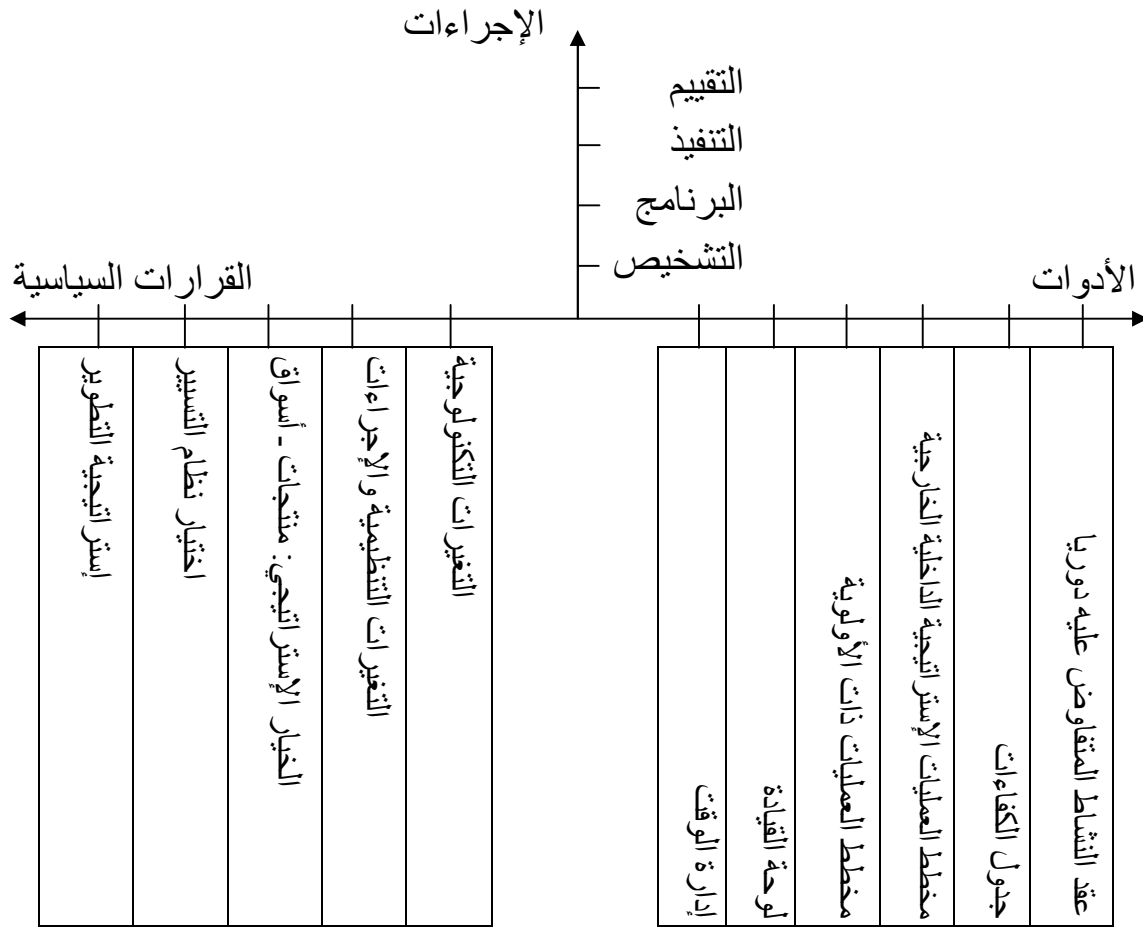 الإجراءات
التقييم
التنفيذ
البرنامج
التشخيص
الأدوات
القرارات السياسية
عقد النشاط المتفاوض عليه دوريا
جدول الكفاءات
مخطط العمليات الإستراتيجية الداخلية الخارجية
مخطط العمليات ذات الأولوية
لوحة القيادة
إدارة الوقت
التغيرات التكنولوجية
التغيرات التنظيمية والإجراءات
الخيار الإستراتيجي: منتجات - أسواق
اختيار نظام التسيير
إستراتيجية التطوير